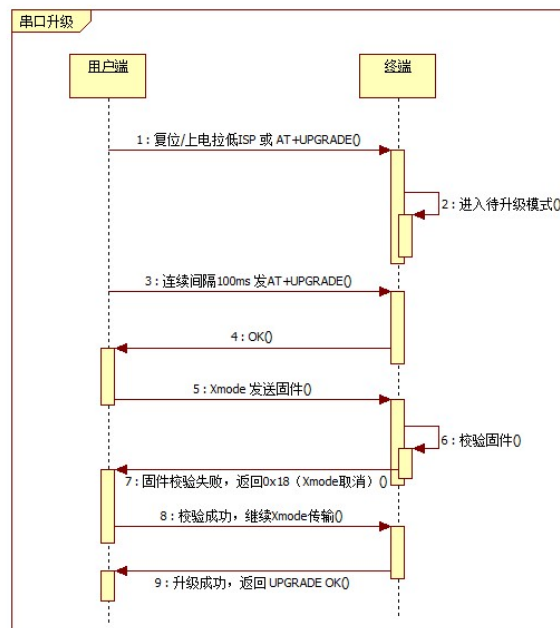 串口升级
用户端
终端
1 : 复位/上电拉低ISP 或 AT+UPGRADE()
2 : 进入待升级模式()
3 : 连续间隔100ms 发AT+UPGRADE()
4 : OK()
5 : Xmode 发送固件()
6 : 校验固件()
7 : 固件校验失败，返回0x18（Xmode取消）()
8 : 校验成功，继续Xmode传输()
9 : 升级成功，返回 UPGRADE OK()